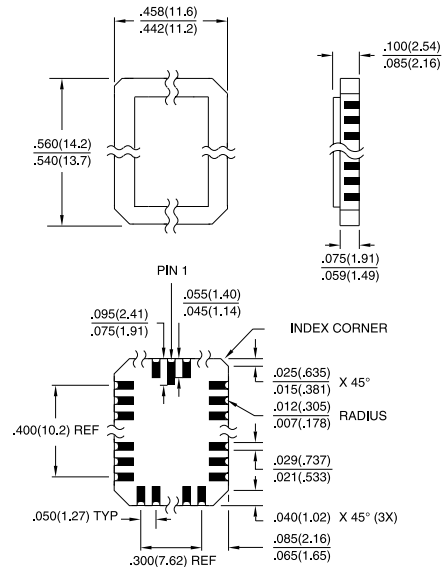 .458(11.6)
.442(11.2)
.100(2.54)
.085(2.16)
.560(14.2)
.540(13.7)
.075(1.91)
.059(1.49)
PIN 1
.055(1.40)
.045(1.14)
.095(2.41)
.075(1.91)
INDEX CORNER
.025(.635)
.015(.381)
X 45°
.012(.305)
.007(.178)
RADIUS
.400(10.2) REF
.029(.737)
.021(.533)
.050(1.27) TYP
.040(1.02) X 45° (3X)
.085(2.16)
.065(1.65)
.300(7.62) REF